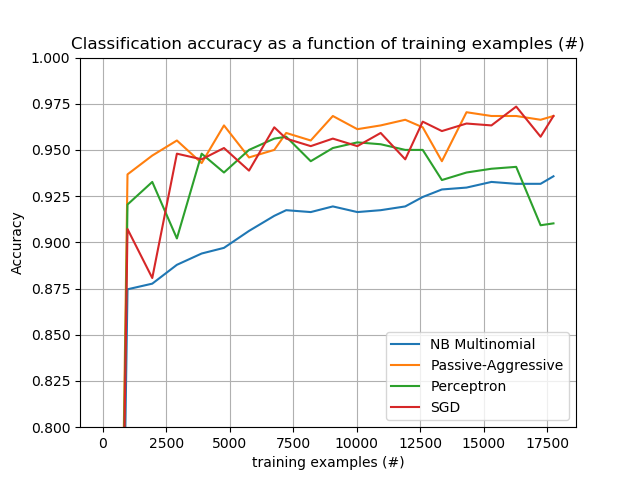 Classification accuracy as a function of training examples (#)
1.000
0.975
0.950
0.925
0.900
0.875
0.850
0.825
0.800
Accuracy
NB Multinomial
Passive-Aggressive
Perceptron
SGD
0 2500 5000 7500 10000 12500 15000 17500
training examples (#)